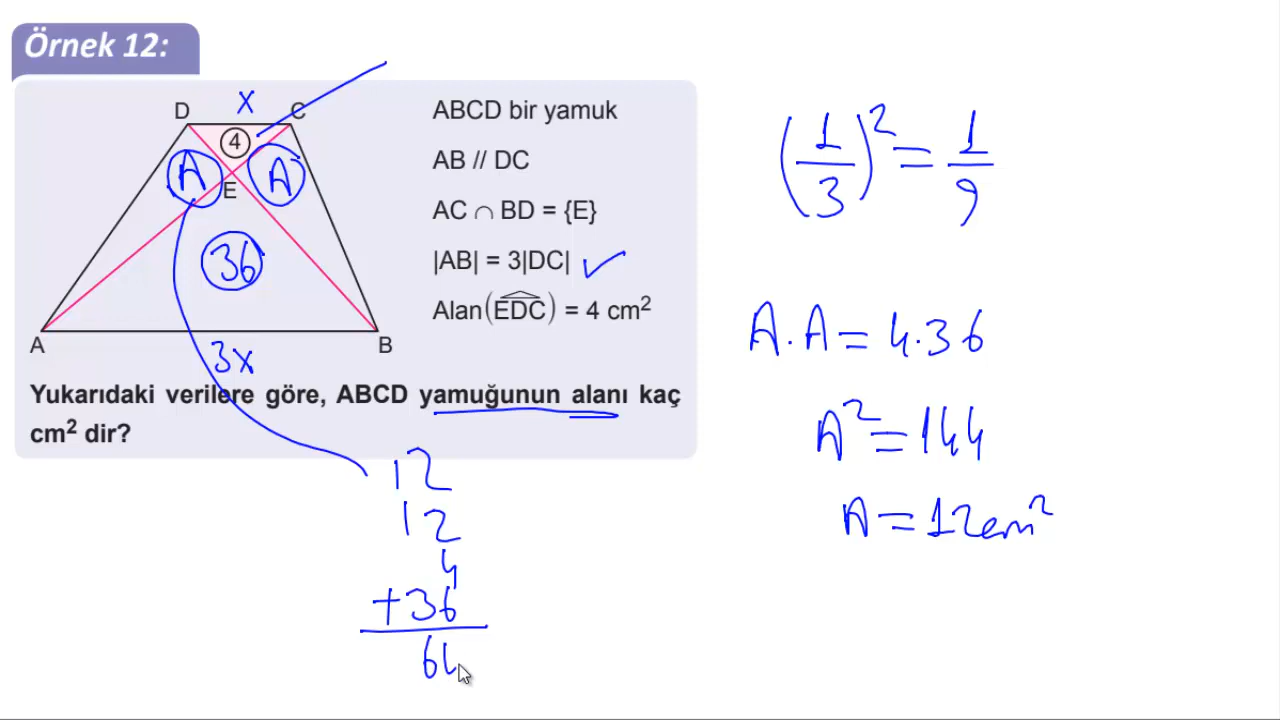 Örnek 12:
D x C
4
A E A
36
A B
3x
ABCD bir yamuk
AB // DC
AC ∩ BD = {E}
|AB| = 3|DC| ✓
Alan(EDC) = 4 cm²
Yukarıdaki verilere göre, ABCD yamuğunun alanı kaç
cm² dir?
12
12
4
+36
64
(1/3)² = 1/9
A.A = 4.36
A² = 144
A = 12cm²